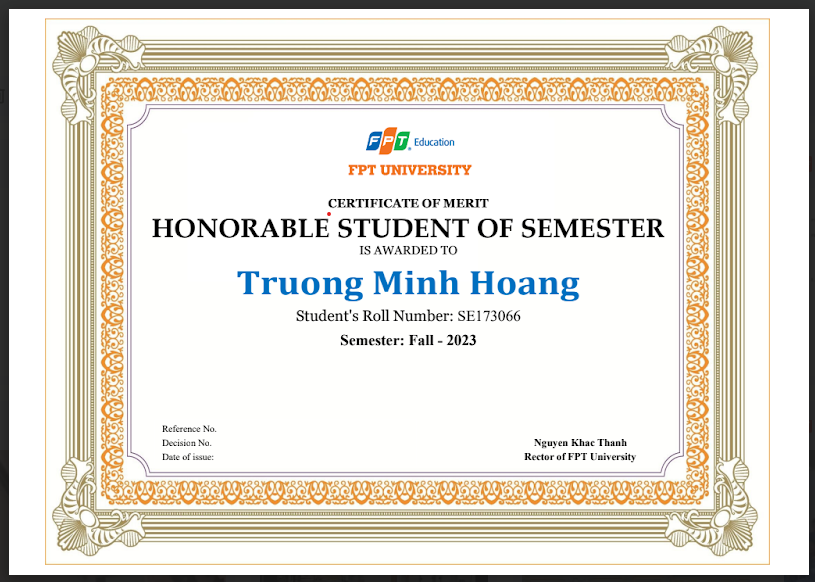 FPT Education
FPT UNIVERSITY
CERTIFICATE OF MERIT
HONORABLE STUDENT OF SEMESTER
IS AWARDED TO
Truong Minh Hoang
Student's Roll Number: SE173066
Semester: Fall - 2023
Reference No.
Decision No.
Date of issue:
Nguyen Khac Thanh
Rector of FPT University